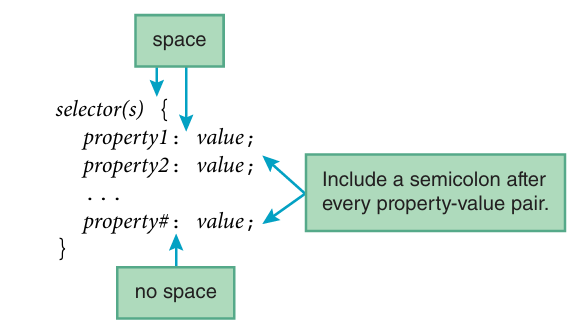 space
selector(s) {
property1: value;
property2: value;
...
property#: value;
}
Include a semicolon after
every property-value pair.
no space